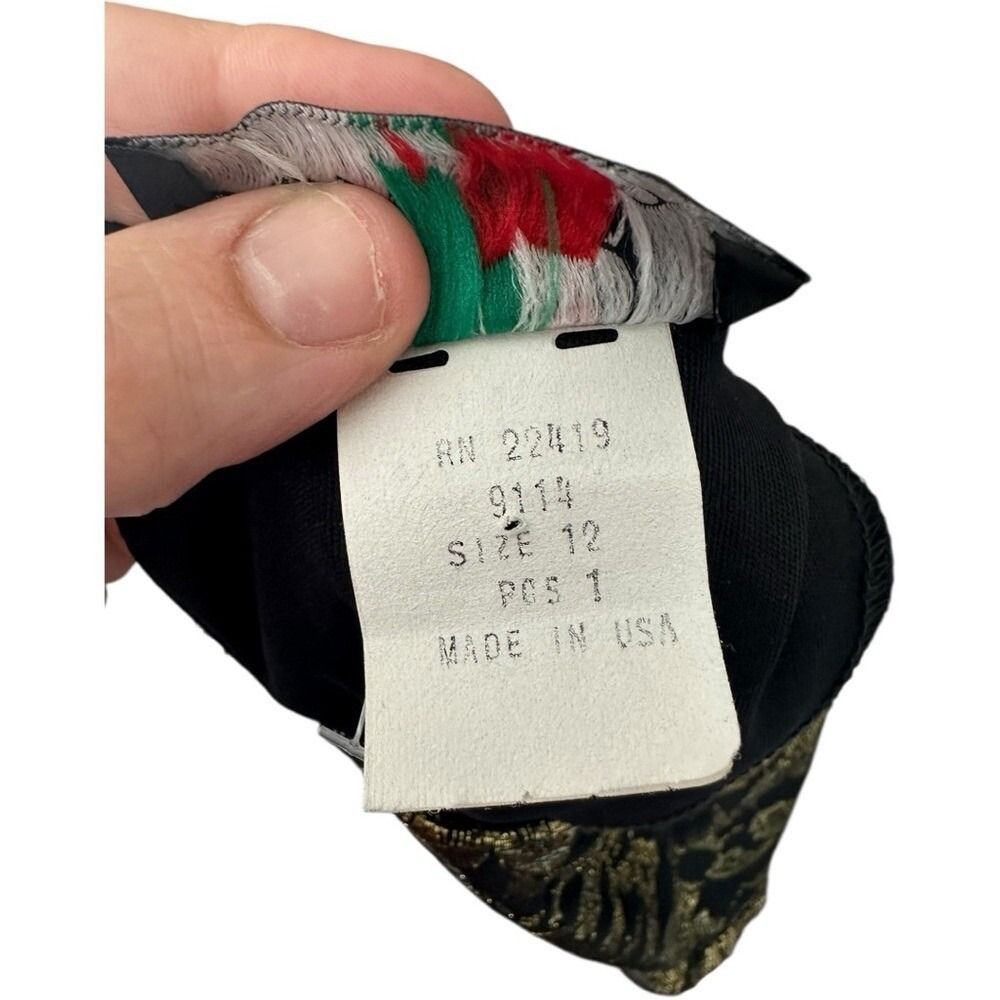 RN 22419
9114
SIZE 12
PCS 1
MADE IN USA